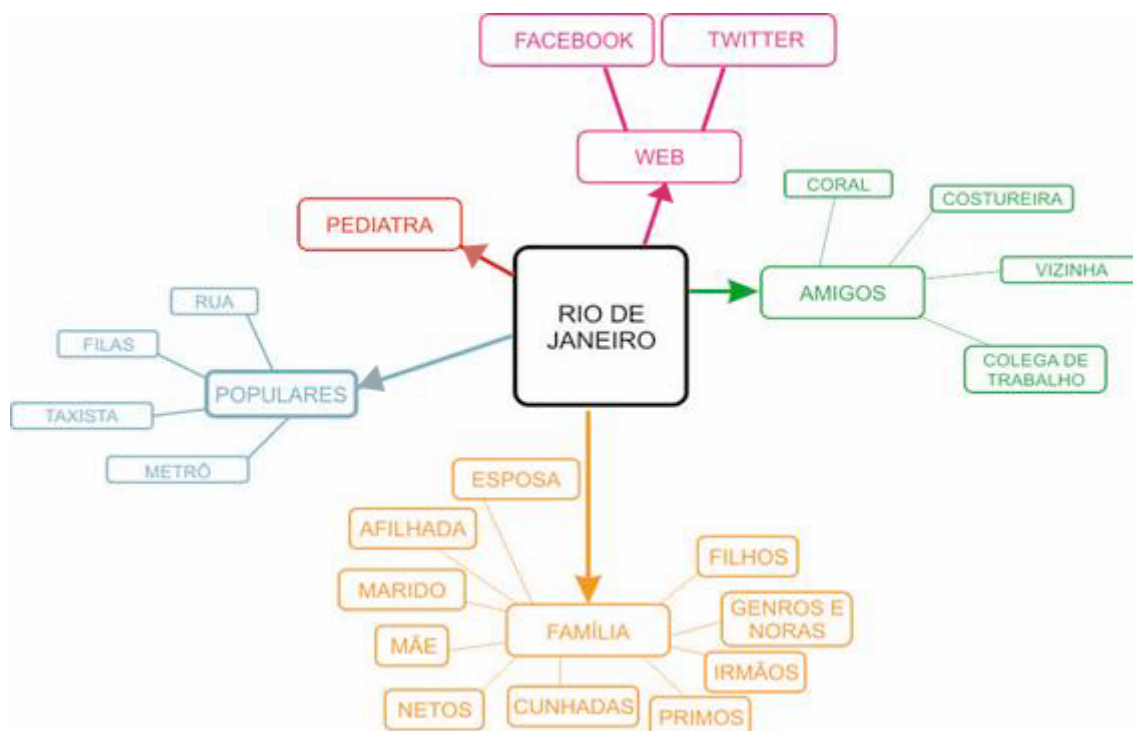 FACEBOOK
TWITTER
WEB
CORAL
COSTUREIRA
PEDIATRA
VIZINHA
AMIGOS
RUA
RIO DE
JANEIRO
FILAS
COLEGA DE
TRABALHO
POPULARES
TAXISTA
METRÔ
ESPOSA
AFILHADA
FILHOS
MARIDO
GENROS E
NORAS
FAMÍLIA
MÃE
IRMÃOS
NETOS
CUNHADAS
PRIMOS